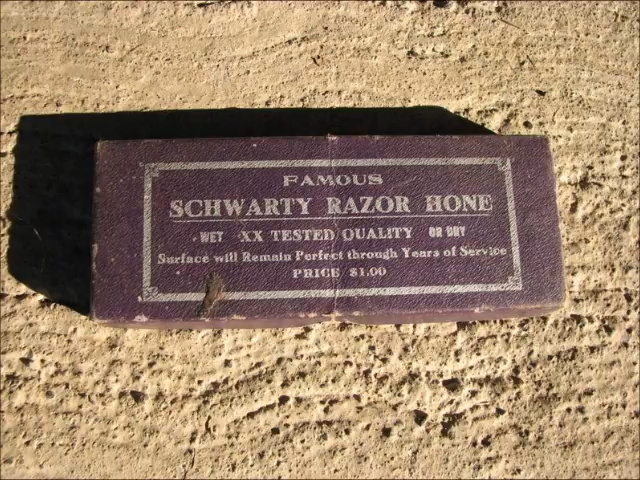 FAMOUS
SCHWARTY RAZOR HONE
WET XX TESTED QUALITY OR DRY
Surface will Remain Perfect through Years of Service
PRICE $1.00